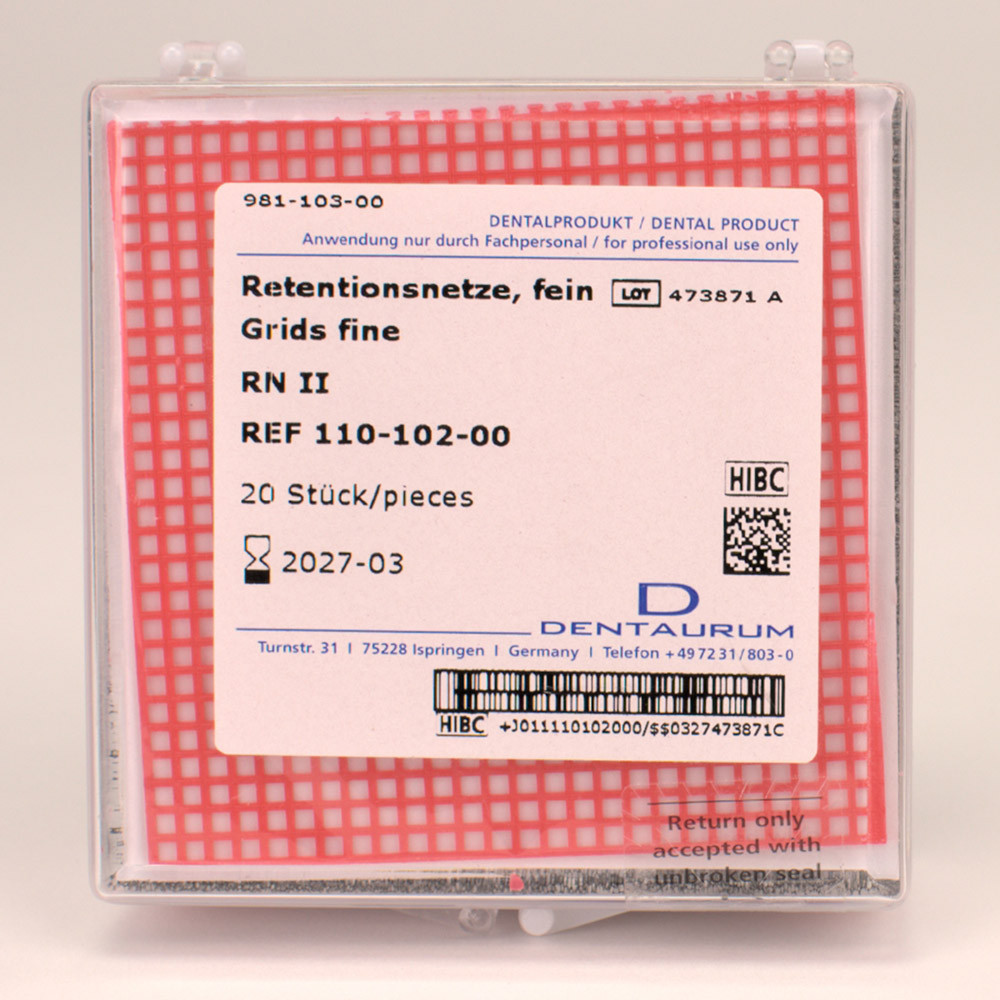 981-103-00
DENTALPRODUKT / DENTAL PRODUCT
Anwendung nur durch Fachpersonal / for professional use only
Retentionsnetze, fein LOT 473871 A
Grids fine
RN II
REF 110-102-00
20 Stück/pieces
2027-03
HIBC
D
DENTAURUM
Turnstr. 31 I 75228 Ispringen I Germany I Telefon +497231/803-0
HIBC +J011110102000/$$0327473871C
Return only
accepted with
unbroken seal